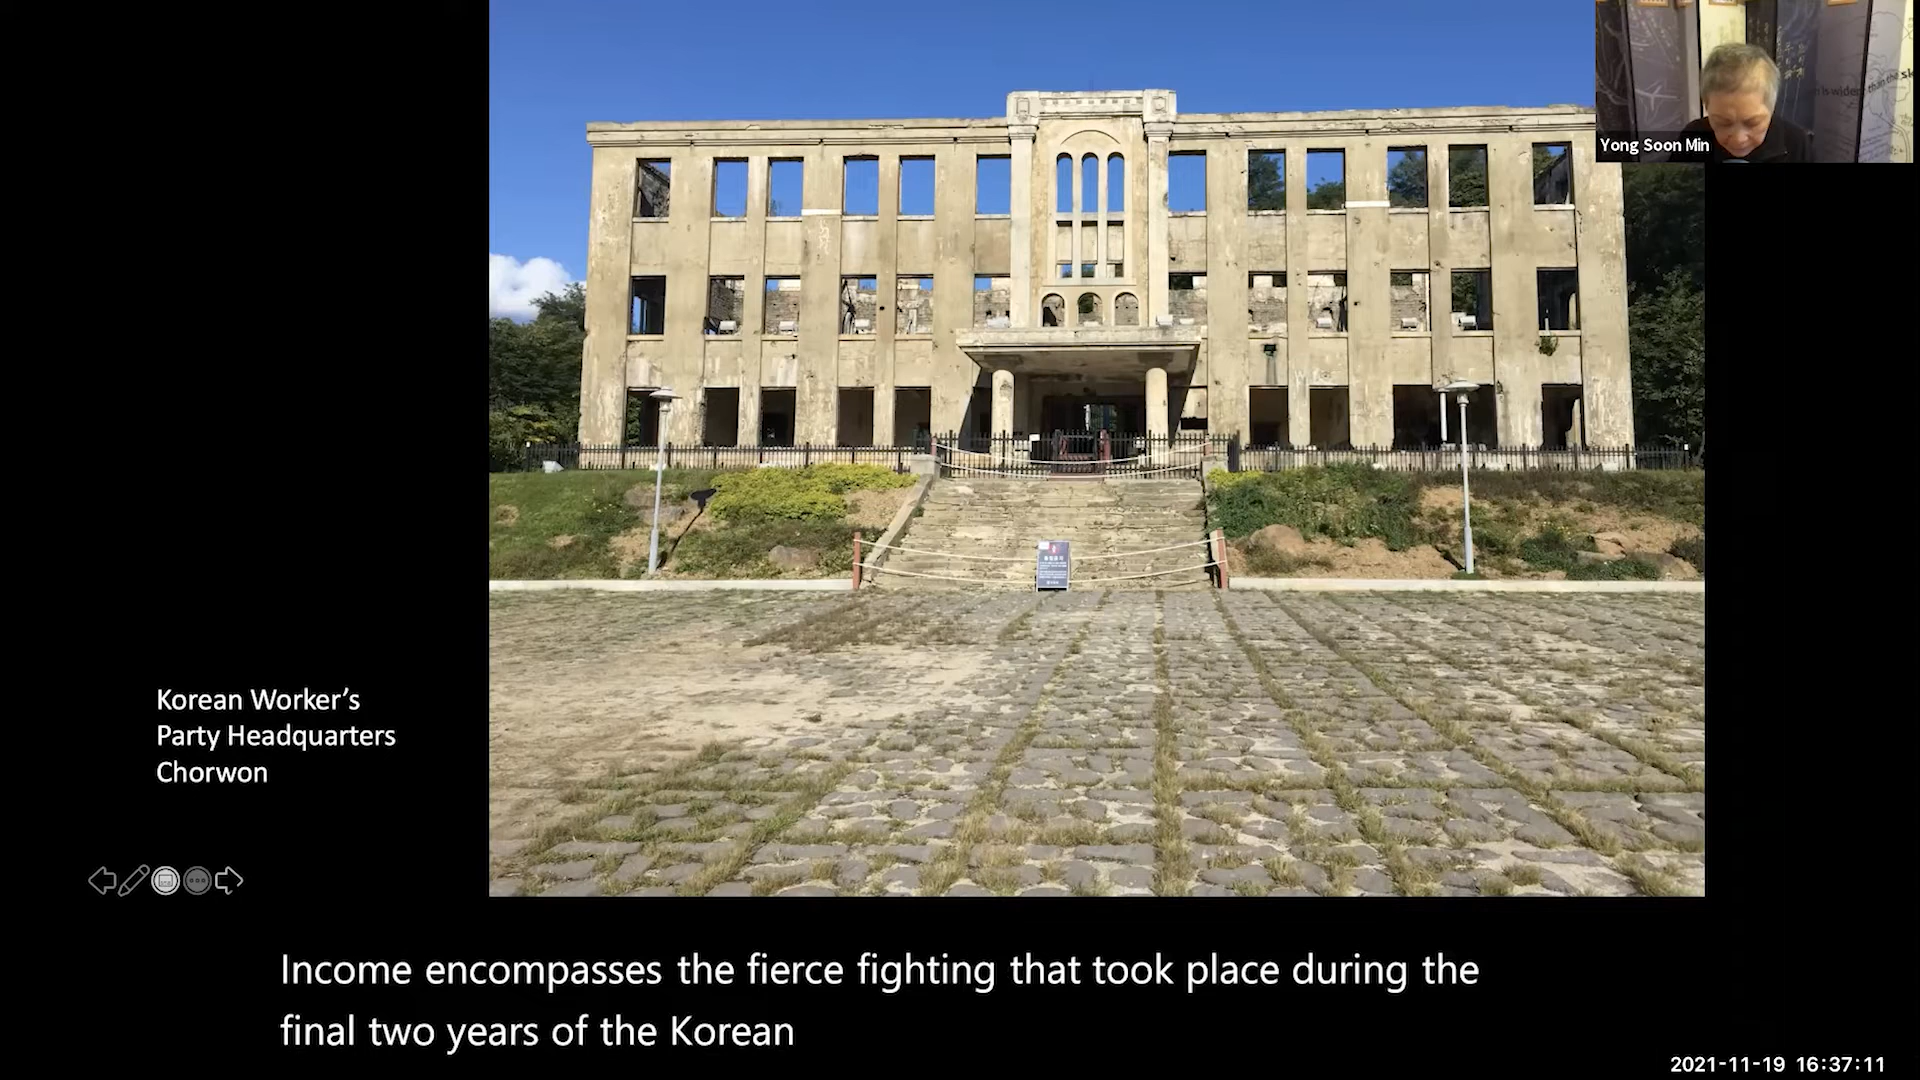 Yong Soon Min
Korean Worker’s
Party Headquarters
Chorwon
Income encompasses the fierce fighting that took place during the
final two years of the Korean
2021-11-19 16:37:11